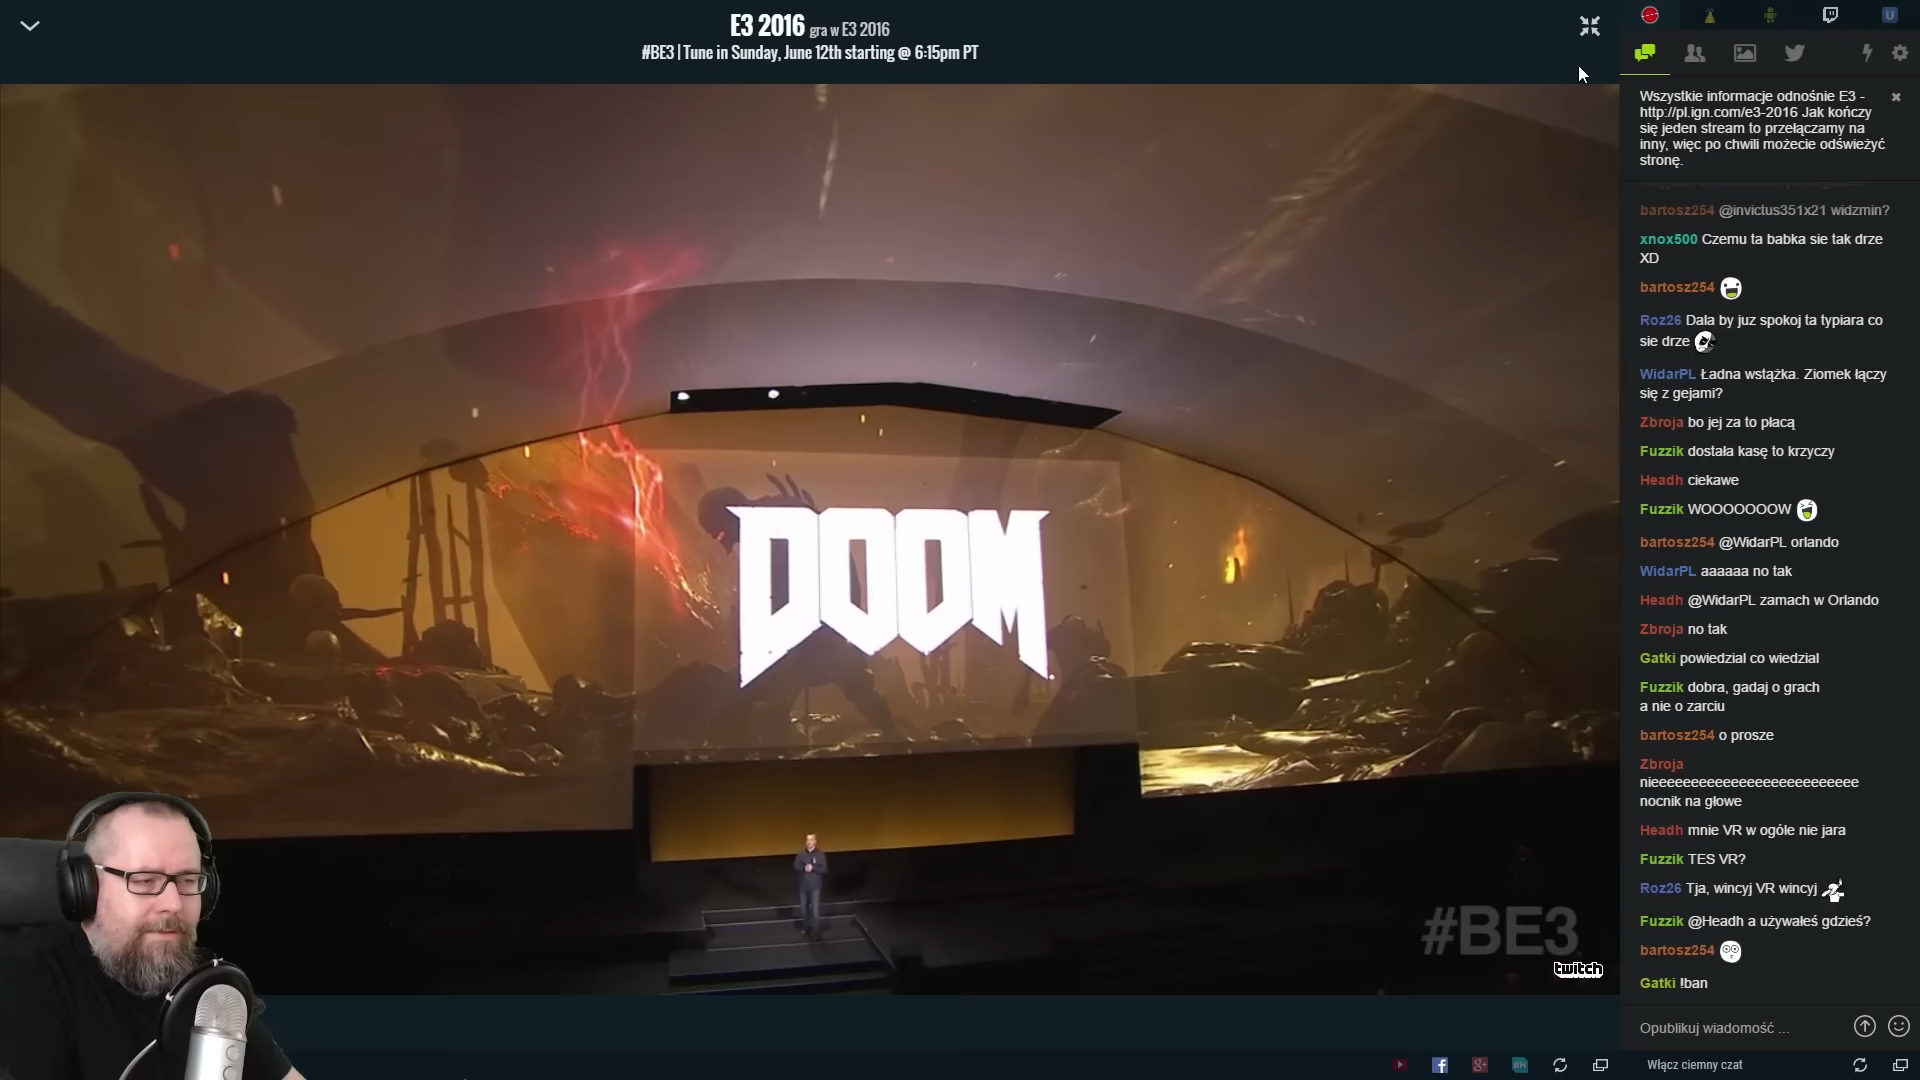 E3 2016 gra w E3 2016
#BE3 | Tune in Sunday, June 12th starting @ 6:15pm PT
DOOM
#BE3
twitch
Wszystkie informacje odnośnie E3 -
http://pl.ign.com/e3-2016 Jak kończy
się jeden stream to przełączamy na
inny, więc po chwili możecie odświeżyć
stronę.
bartosz254 @invictus351x21 widzmin?
xnox500 Czemu ta babka sie tak drze
XD
bartosz254
Roz26 Dala by juz spokoj ta typiara co
sie drze
WidarPL Ładna wstążka. Ziomek łączy
się z gejami?
Zbroja bo jej za to płacą
Fuzzik dostała kasę to krzyczy
Headh ciekawe
Fuzzik WOOOOOOOW
bartosz254 @WidarPL orlando
WidarPL aaaaaa no tak
Headh @WidarPL zamach w Orlando
Zbroja no tak
Gatki powiedzial co wiedzial
Fuzzik dobra, gadaj o grach
a nie o zarciu
bartosz254 o prosze
Zbroja
nieeeeeeeeeeeeeeeeeeeeeeeeee
nocnik na głowe
Headh mnie VR w ogóle nie jara
Fuzzik TES VR?
Roz26 Tja, wincyj VR wincyj
Fuzzik @Headh a używałeś gdzieś?
bartosz254
Gatki !ban
Opublikuj wiadomość ...
Włącz ciemny czat